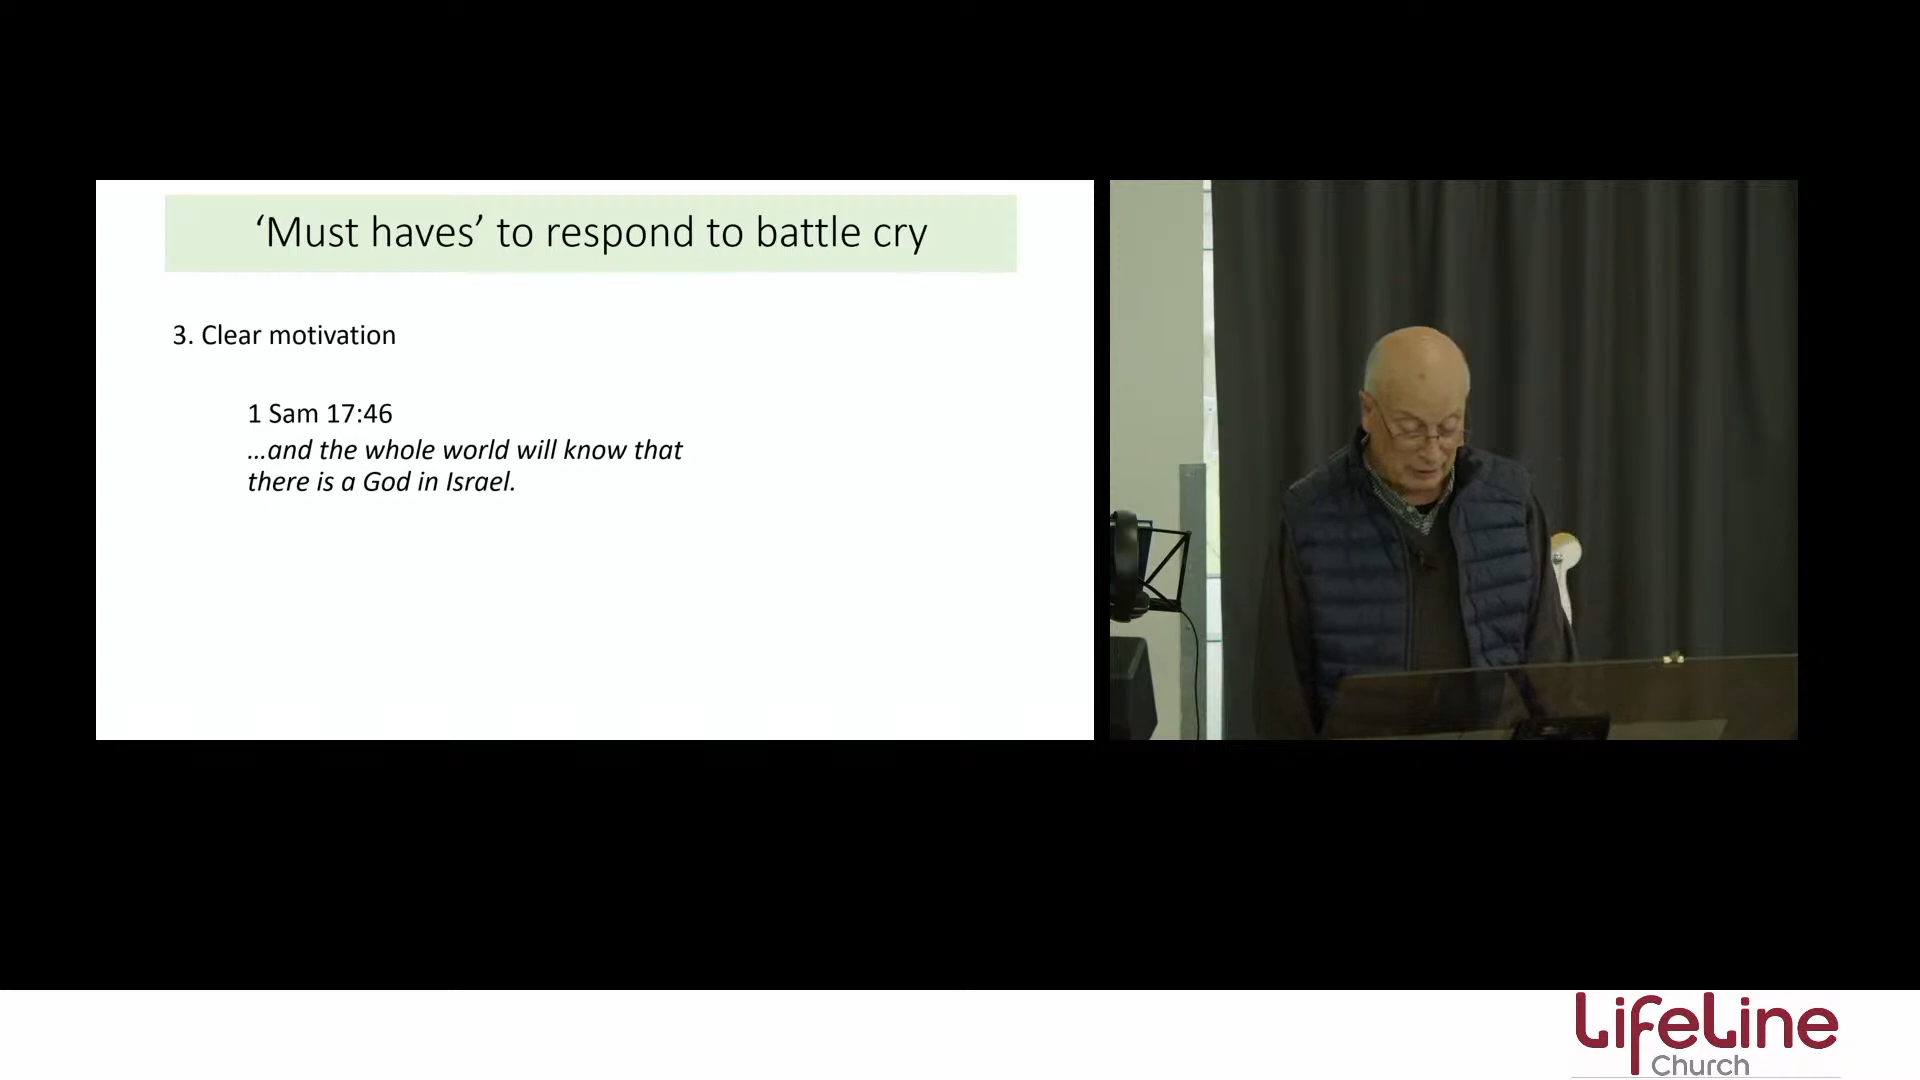 ‘Must haves’ to respond to battle cry
3. Clear motivation
1 Sam 17:46
…and the whole world will know that
there is a God in Israel.
LifeLine
Church